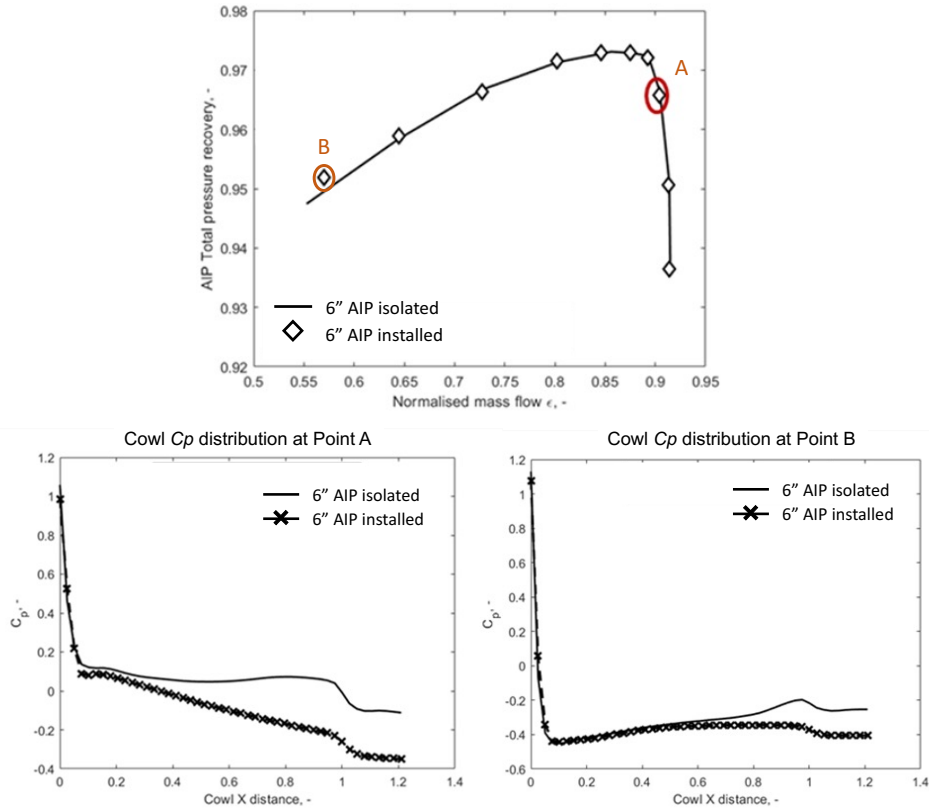 0.98
0.97
0.96
0.95
0.94
0.93
0.92
AIP Total pressure recovery, -
A
B
6” AIP isolated
6” AIP installed
0.5 0.55 0.6 0.65 0.7 0.75 0.8 0.85 0.9 0.95
Normalised mass flow ϵ, -
Cowl Cp distribution at Point A
1.2
1
0.8
0.6
0.4
0.2
0
-0.2
-0.4
Cp, -
6” AIP isolated
6” AIP installed
0 0.2 0.4 0.6 0.8 1 1.2 1.4
Cowl X distance, -
Cowl Cp distribution at Point B
1.2
1
0.8
0.6
0.4
0.2
0
-0.2
-0.4
-0.6
Cp, -
6” AIP isolated
6” AIP installed
0 0.2 0.4 0.6 0.8 1 1.2 1.4
Cowl X distance, -